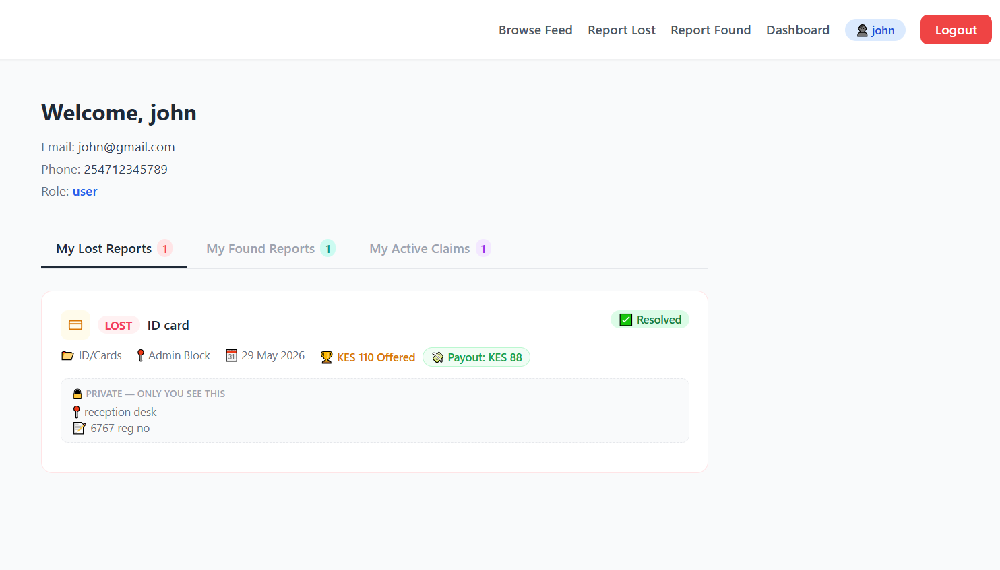 Browse Feed Report Lost Report Found Dashboard john Logout
Welcome, john
Email: john@gmail.com
Phone: 254712345789
Role: user
My Lost Reports 1 My Found Reports 1 My Active Claims 1
LOST ID card Resolved
ID/Cards Admin Block 31 29 May 2026 KES 110 Offered Payout: KES 88
PRIVATE — ONLY YOU SEE THIS
reception desk
6767 reg no